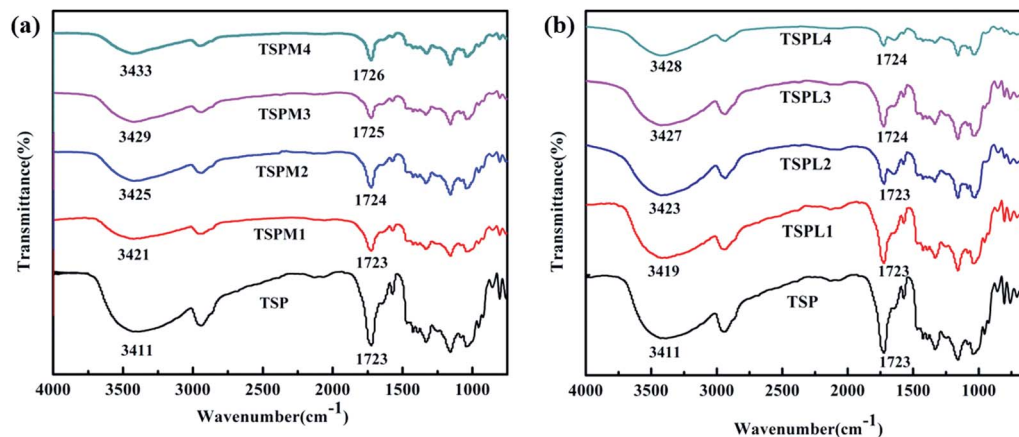 (a)
TSPM4
3433
1726
TSPM3
3429
1725
TSPM2
3425
1724
TSPM1
3421
1723
TSP
3411
1723
4000 3500 3000 2500 2000 1500 1000
Wavenumber(cm-1)
Transmittance(%)
(b)
TSPL4
3428
1724
TSPL3
3427
1724
TSPL2
3423
1723
TSPL1
3419
1723
TSP
3411
1723
4000 3500 3000 2500 2000 1500 1000
Wavenumber(cm-1)
Transmittance(%)